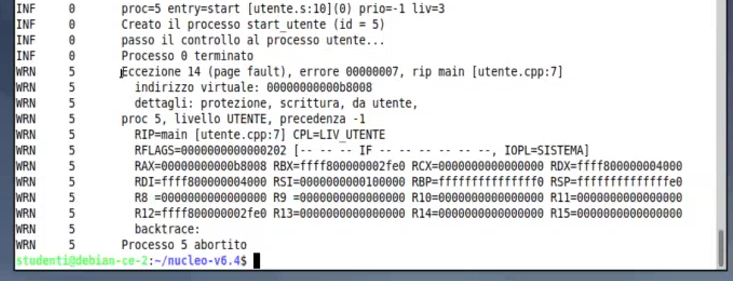 INF 0 proc=5 entry=start [utente.s:10](0) prio=-1 liv=3
INF 0 Creato il processo start_utente (id = 5)
INF 0 passo il controllo al processo utente...
INF 0 Processo 0 terminato
WRN 5 Eccezione 14 (page fault), errore 00000007, rip main [utente.cpp:7]
WRN 5 indirizzo virtuale: 00000000000b8008
WRN 5 dettagli: protezione, scrittura, da utente,
WRN 5 proc 5, livello UTENTE, precedenza -1
WRN 5 RIP=main [utente.cpp:7] CPL=LIV_UTENTE
WRN 5 RFLAGS=0000000000000202 [-- -- -- IF -- -- -- -- -- --, IOPL=SISTEMA]
WRN 5 RAX=00000000000b8008 RBX=ffff800000002fe0 RCX=0000000000000000 RDX=ffff800000004000
WRN 5 RDI=ffff800000004000 RSI=0000000000100000 RBP=fffffffffffffff0 RSP=ffffffffffffffe0
WRN 5 R8 =0000000000000000 R9 =0000000000000000 R10=0000000000000000 R11=0000000000000000
WRN 5 R12=ffff800000002fe0 R13=0000000000000000 R14=0000000000000000 R15=0000000000000000
WRN 5 backtrace:
WRN 5 Processo 5 abortito
studenti@debian-ce-2:~/nucleo-v6.4$